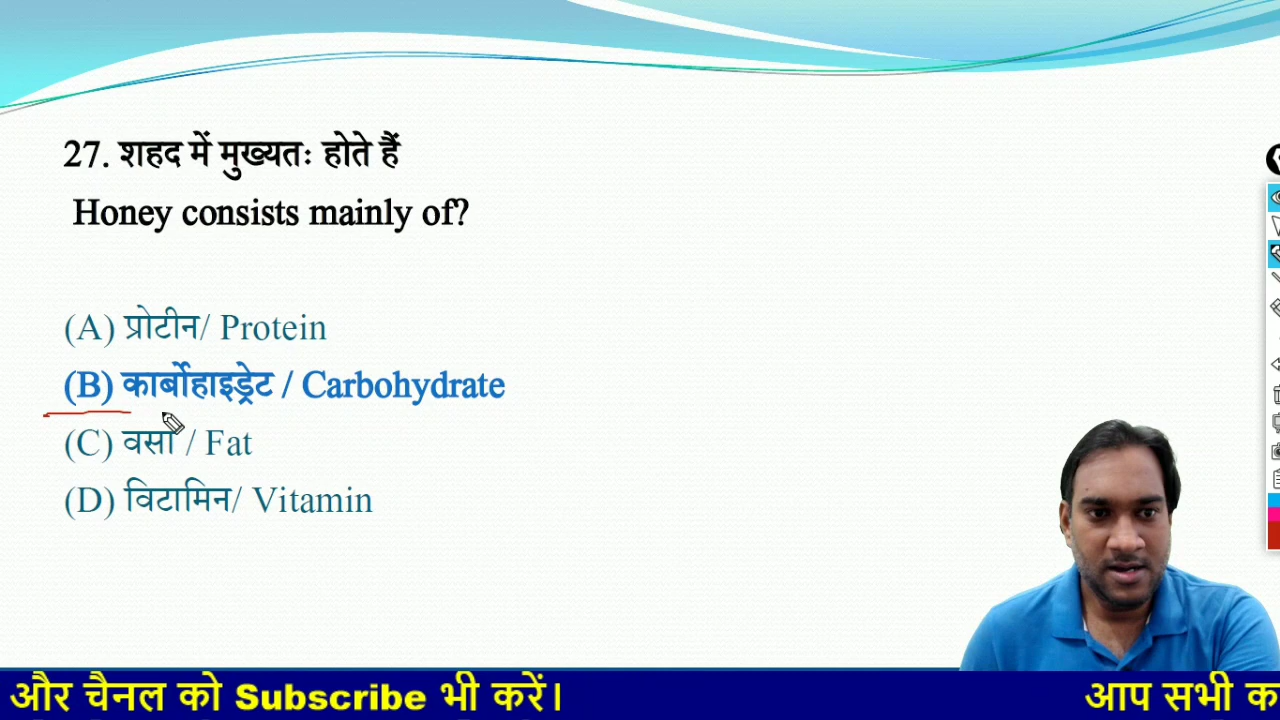 27. शहद में मुख्यतः होते हैं
Honey consists mainly of?
(A) प्रोटीन/ Protein
(B) कार्बोहाइड्रेट / Carbohydrate
(C) वसा / Fat
(D) विटामिन/ Vitamin
और चैनल को Subscribe भी करें। आप सभी क